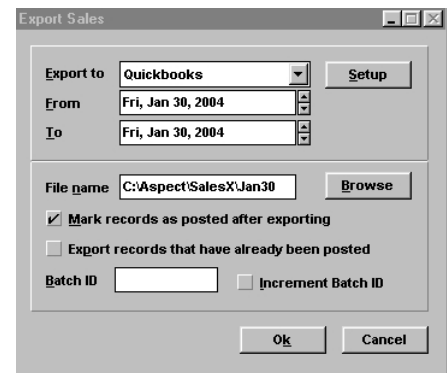 Export Sales
Export to Quickbooks Setup
From Fri, Jan 30, 2004
To Fri, Jan 30, 2004
File name C:\Aspect\SalesX\Jan30 Browse
Mark records as posted after exporting
Export records that have already been posted
Batch ID Increment Batch ID
Ok Cancel